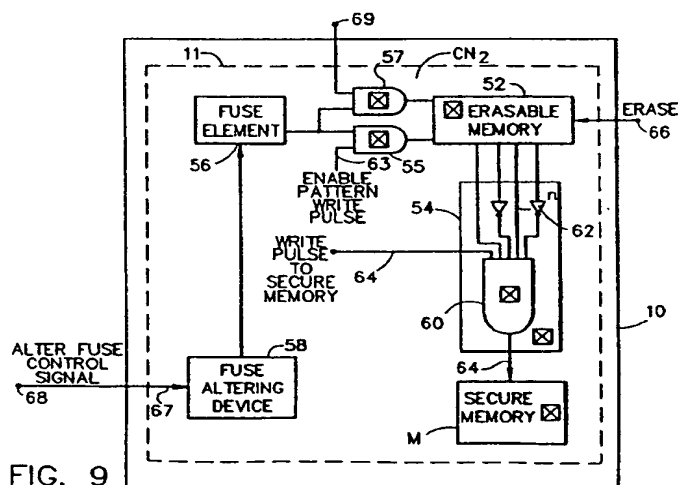 69
11
CN2
57
52
FUSE
ELEMENT
ERASABLE
MEMORY
ERASE
66
56
63
55
ENABLE
PATTERN
WRITE
PULSE
54
n
62
WRITE
PULSE
TO
SECURE
MEMORY
64
60
10
58
ALTER FUSE
CONTROL
SIGNAL
FUSE
ALTERING
DEVICE
64
68
67
SECURE
MEMORY
M
FIG. 9